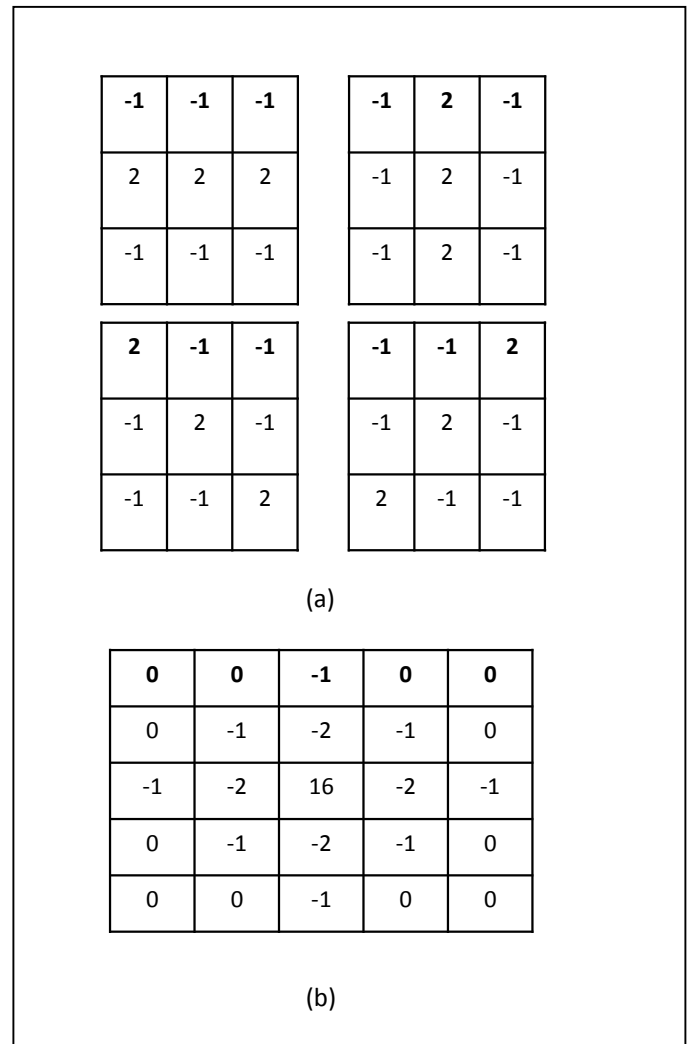 -1 -1 -1 -1 2 -1
2 2 2 -1 2 -1
-1 -1 -1 -1 2 -1
2 -1 -1 -1 -1 2
-1 2 -1 -1 2 -1
-1 -1 2 2 -1 -1
(a)
0 0 -1 0 0
0 -1 -2 -1 0
-1 -2 16 -2 -1
0 -1 -2 -1 0
0 0 -1 0 0
(b)